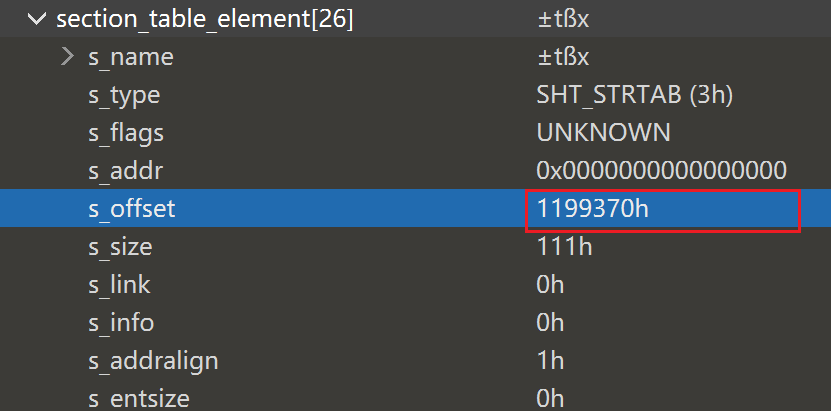 section_table_element[26] ±tßx
s_name ±tßx
s_type SHT_STRTAB (3h)
s_flags UNKNOWN
s_addr 0x0000000000000000
s_offset 1199370h
s_size 111h
s_link 0h
s_info 0h
s_addralign 1h
s_entsize 0h